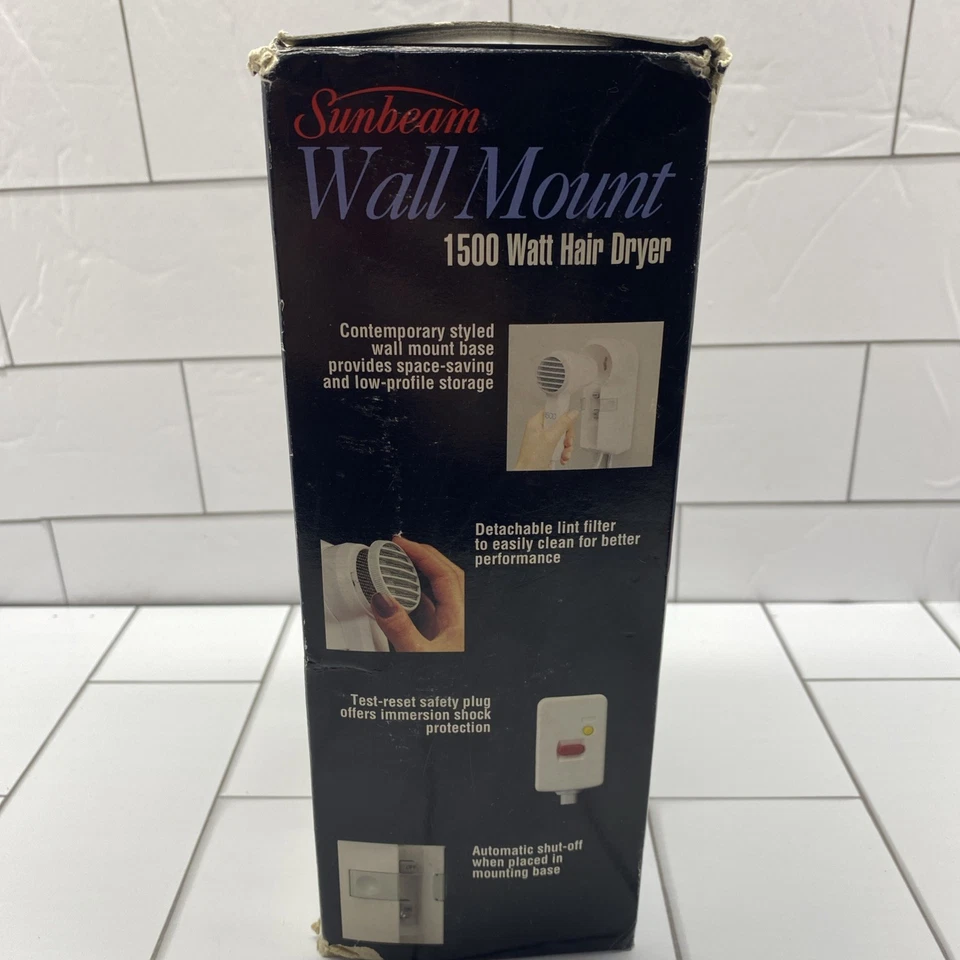 Sunbeam
Wall Mount
1500 Watt Hair Dryer
Contemporary styled
wall mount base
provides space-saving
and low-profile storage
Detachable lint filter
to easily clean for better
performance
Test-reset safety plug
offers immersion shock
protection
Automatic shut-off
when placed in
mounting base